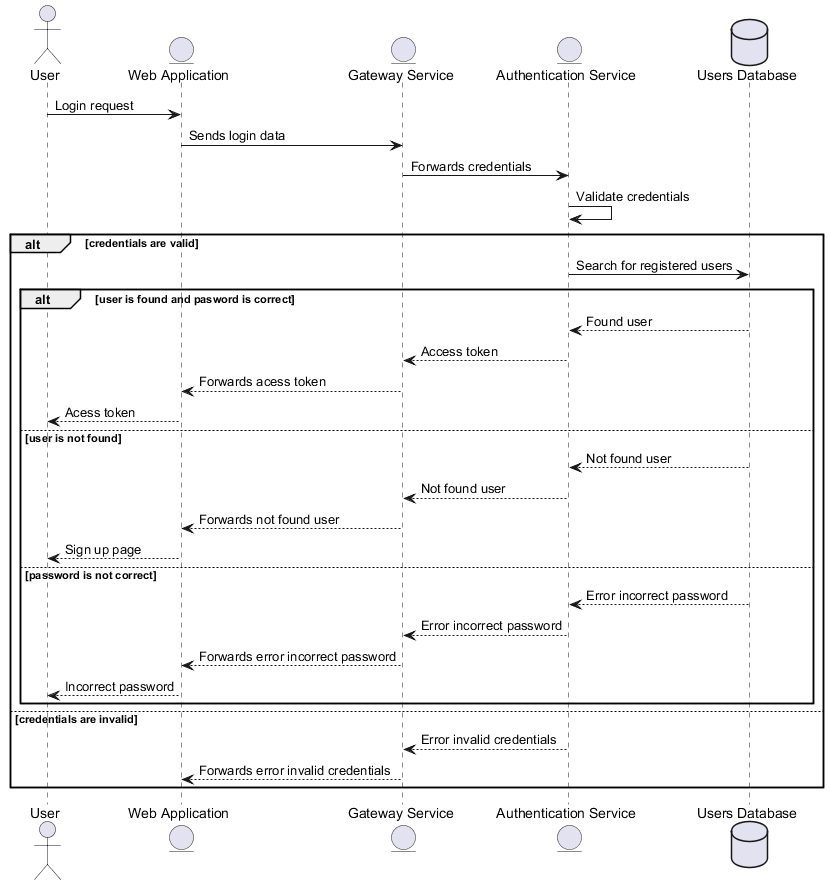 User
Web Application
Gateway Service
Authentication Service
Users Database
Login request
Sends login data
Forwards credentials
Validate credentials
alt
[credentials are valid]
Search for registered users
alt
[user is found and pasword is correct]
Found user
Access token
Forwards acess token
Acess token
[user is not found]
Not found user
Not found user
Forwards not found user
Sign up page
[password is not correct]
Error incorrect password
Error incorrect password
Forwards error incorrect password
Incorrect password
[credentials are invalid]
Error invalid credentials
Forwards error invalid credentials
User
Web Application
Gateway Service
Authentication Service
Users Database